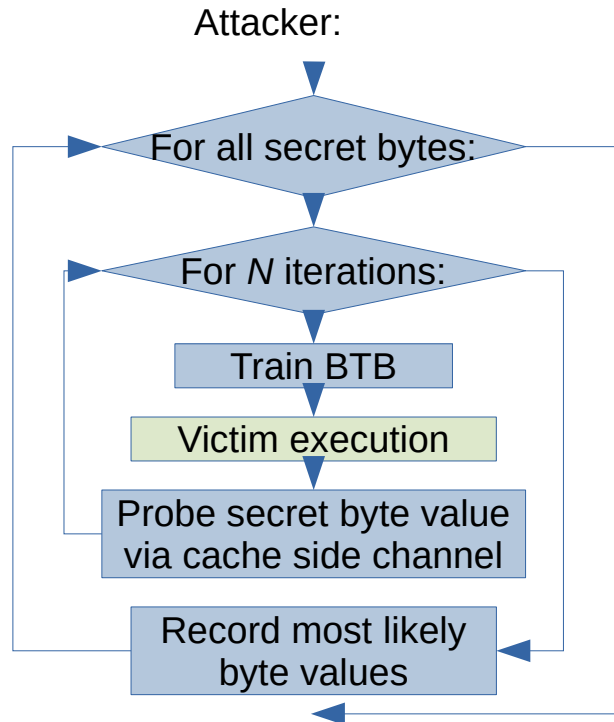 Attacker:
For all secret bytes:
For N iterations:
Train BTB
Victim execution
Probe secret byte value
via cache side channel
Record most likely
byte values